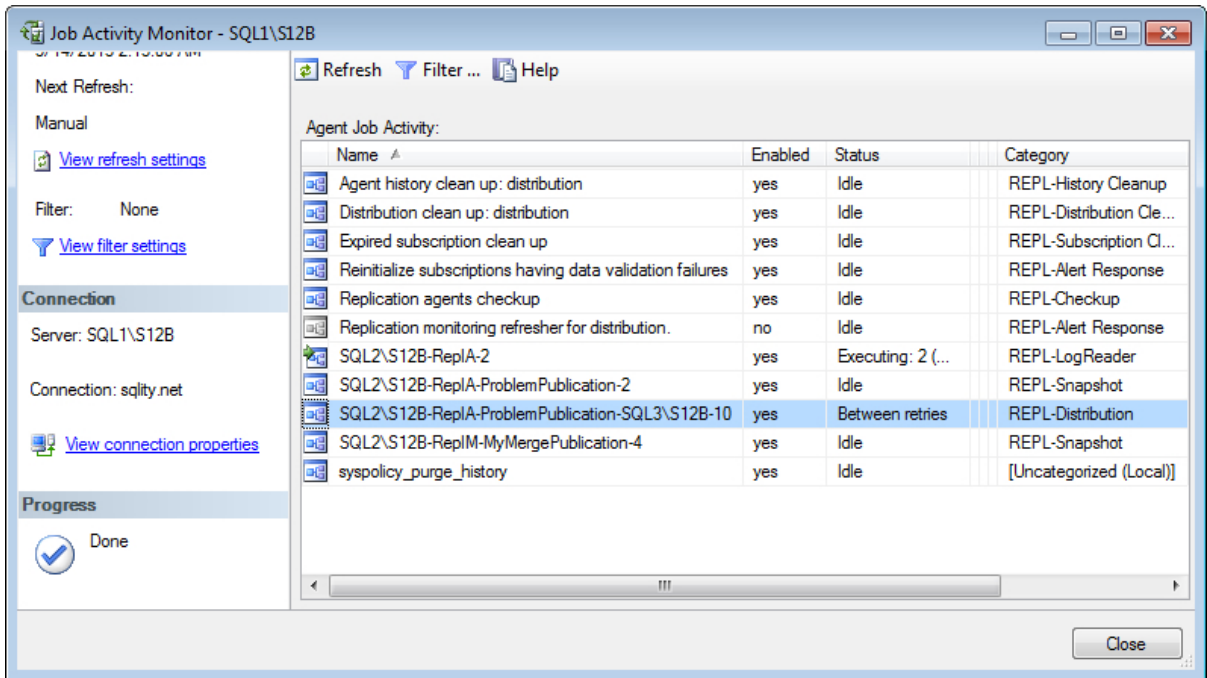 Job Activity Monitor - SQL1\S12B
Next Refresh:
Manual
View refresh settings
Filter: None
View filter settings
Connection
Server: SQL1\S12B
Connection: sqlity.net
View connection properties
Progress
Done
Refresh Filter ... Help
Agent Job Activity:
Name Enabled Status Category
Agent history clean up: distribution yes Idle REPL-History Cleanup
Distribution clean up: distribution yes Idle REPL-Distribution Cle...
Expired subscription clean up yes Idle REPL-Subscription Cl...
Reinitialize subscriptions having data validation failures yes Idle REPL-Alert Response
Replication agents checkup yes Idle REPL-Checkup
Replication monitoring refresher for distribution. no Idle REPL-Alert Response
SQL2\S12B-ReplA-2 yes Executing: 2 (... REPL-LogReader
SQL2\S12B-ReplA-ProblemPublication-2 yes Idle REPL-Snapshot
SQL2\S12B-ReplA-ProblemPublication-SQL3\S12B-10 yes Between retries REPL-Distribution
SQL2\S12B-ReplM-MyMergePublication-4 yes Idle REPL-Snapshot
syspolicy_purge_history yes Idle [Uncategorized (Local)]
Close